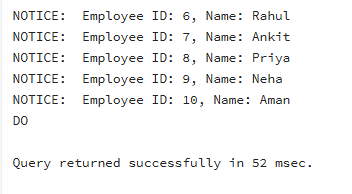 NOTICE:  Employee ID: 6, Name: Rahul
NOTICE:  Employee ID: 7, Name: Ankit
NOTICE:  Employee ID: 8, Name: Priya
NOTICE:  Employee ID: 9, Name: Neha
NOTICE:  Employee ID: 10, Name: Aman
DO
Query returned successfully in 52 msec.